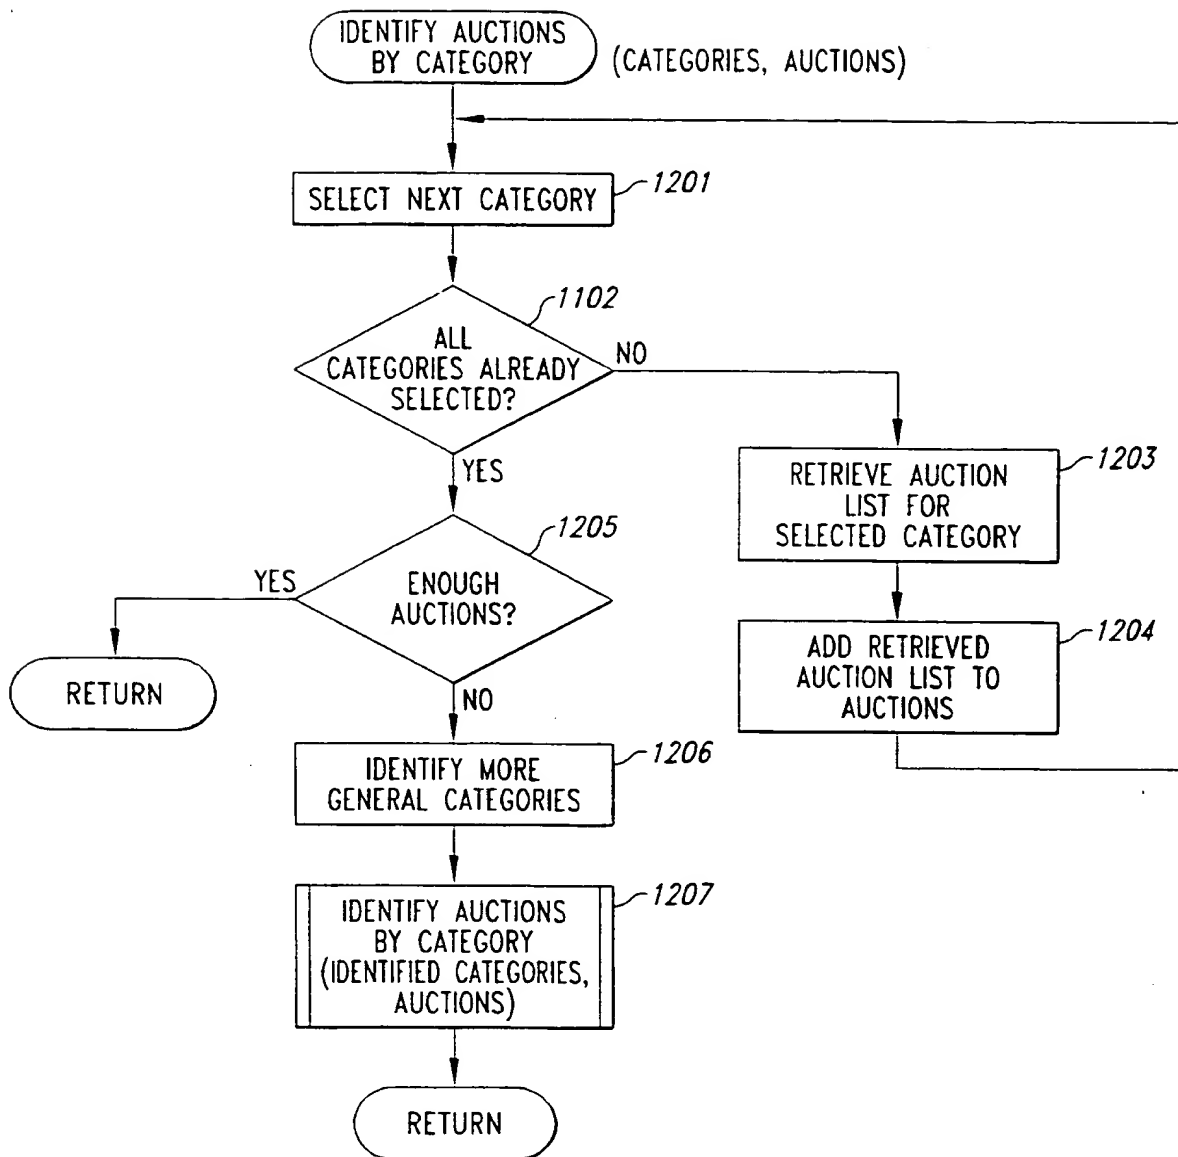 IDENTIFY AUCTIONS
BY CATEGORY
(CATEGORIES, AUCTIONS)
SELECT NEXT CATEGORY
1201
1102
ALL
CATEGORIES ALREADY
SELECTED?
NO
YES
RETRIEVE AUCTION
LIST FOR
SELECTED CATEGORY
1203
1205
ENOUGH
AUCTIONS?
YES
NO
RETURN
ADD RETRIEVED
AUCTION LIST TO
AUCTIONS
1204
IDENTIFY MORE
GENERAL CATEGORIES
1206
IDENTIFY AUCTIONS
BY CATEGORY
(IDENTIFIED CATEGORIES,
AUCTIONS)
1207
RETURN